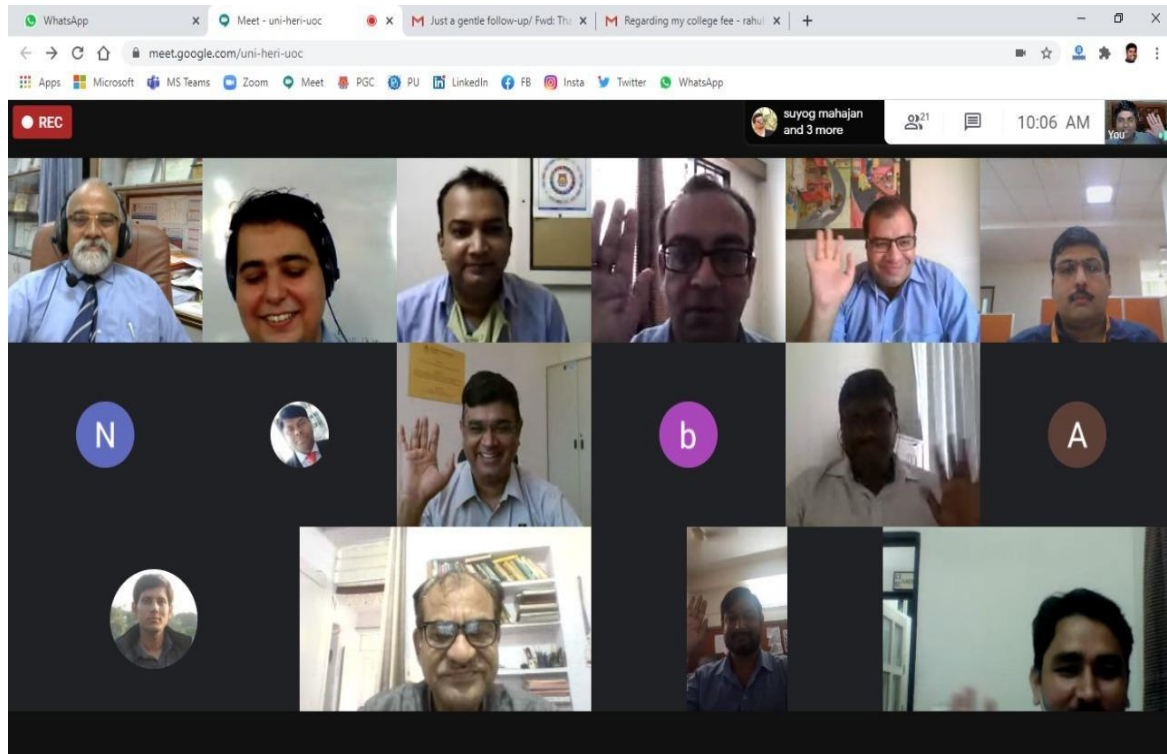 WhatsApp
Meet - uni-heri-uoc
Just a gentle follow-up/ Fwd: Tha
Regarding my college fee - rahul
meet.google.com/uni-heri-uoc
Apps Microsoft MS Teams Zoom Meet PGC PU LinkedIn FB Insta Twitter WhatsApp
REC
suyog mahajan
and 3 more
21
10:06 AM
You
N
b
A